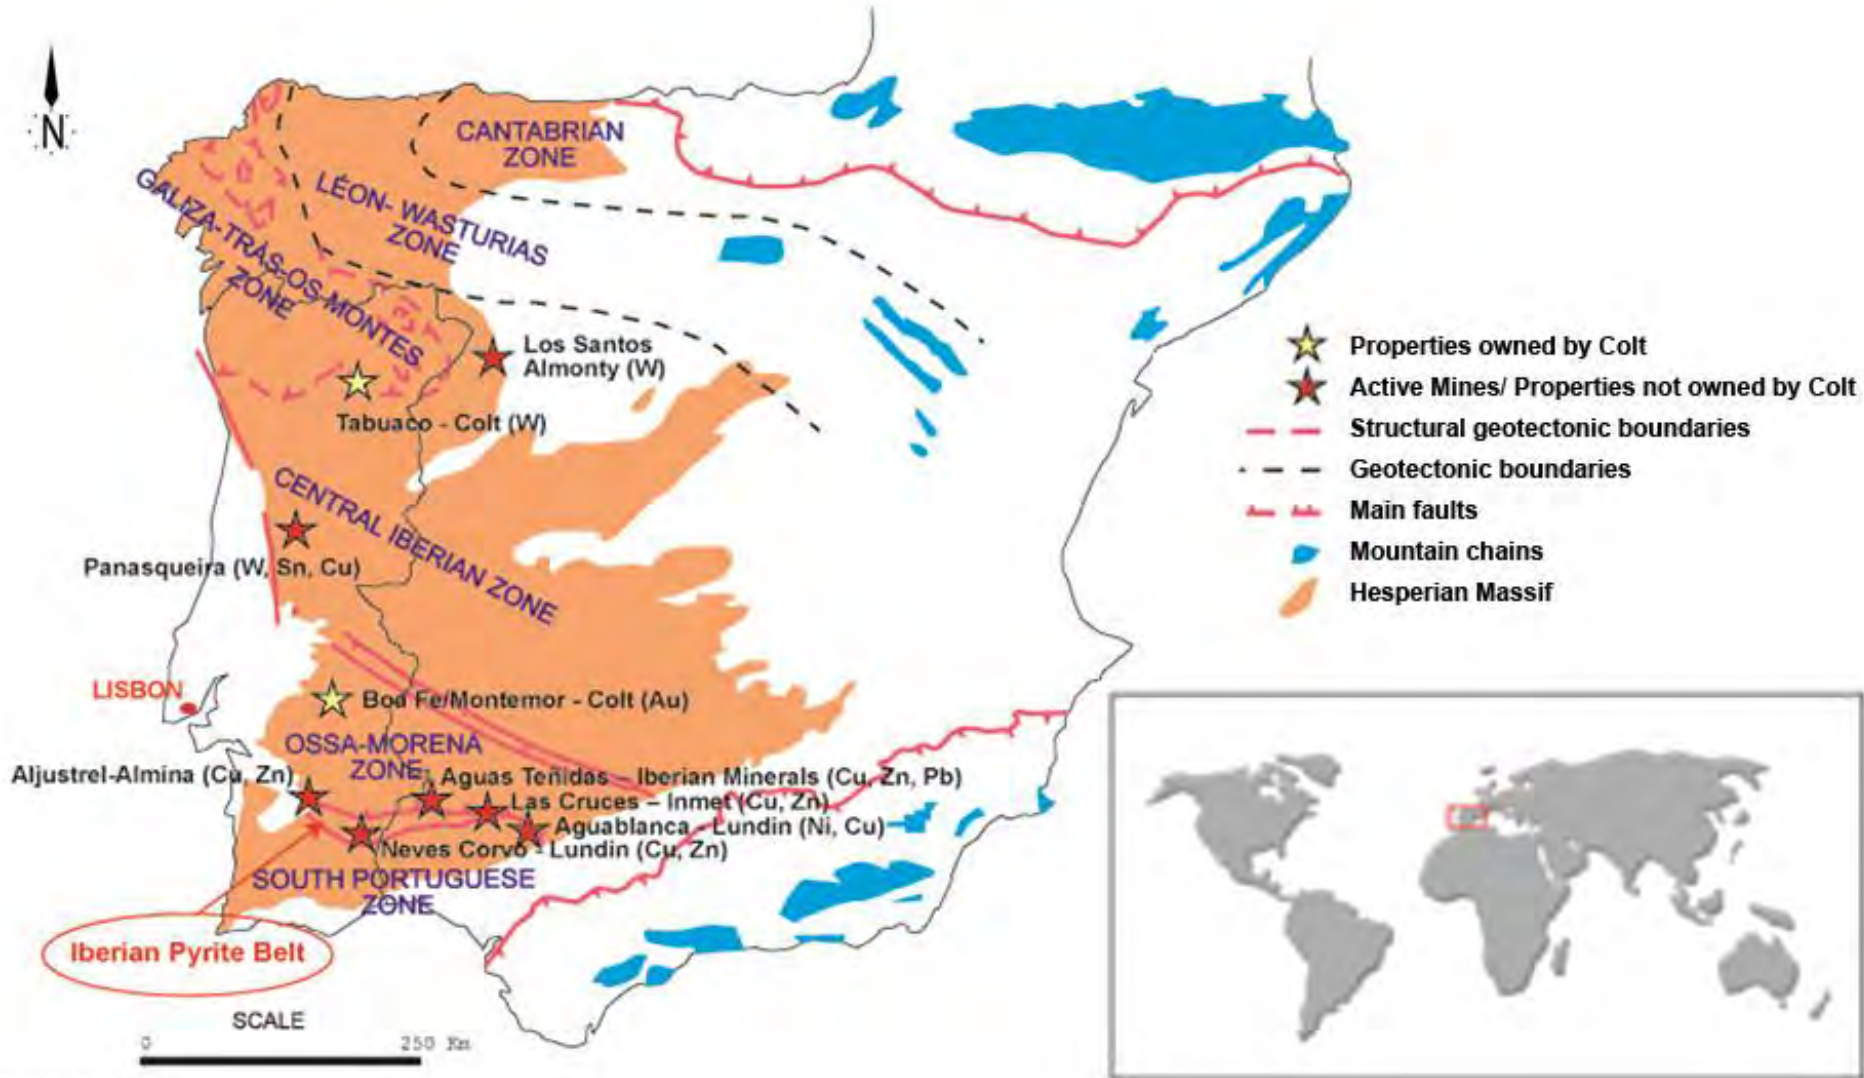 N
CANTABRIAN
ZONE
LÉON- WASTURIAS
ZONE
GALIZA-TRÁS-OS-MONTES
ZONE
Los Santos
Almonty (W)
Tabuaco - Colt (W)
CENTRAL IBERIAN ZONE
Panasqueira (W, Sn, Cu)
LISBON
Boa Fe/Montemor - Colt (Au)
OSSA-MORENA
ZONE
Aljustrel-Almina (Cu, Zn)
Aguas Teñidas – Iberian Minerals (Cu, Zn, Pb)
Las Cruces – Inmet (Cu, Zn)
Aguablanca - Lundin (Ni, Cu)
Neves Corvo - Lundin (Cu, Zn)
SOUTH PORTUGUESE
ZONE
Iberian Pyrite Belt
SCALE
0 250 Km
Properties owned by Colt
Active Mines/ Properties not owned by Colt
Structural geotectonic boundaries
Geotectonic boundaries
Main faults
Mountain chains
Hesperian Massif